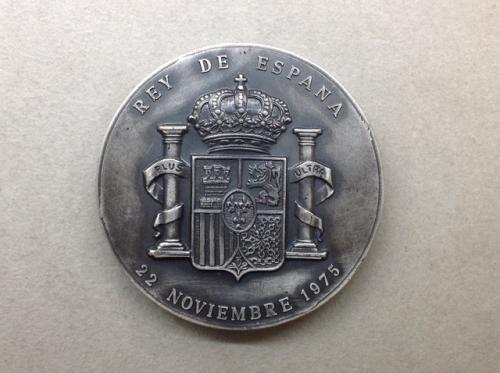 REY DE ESPAÑA
PLUS
ULTRA
22 NOVIEMBRE 1975